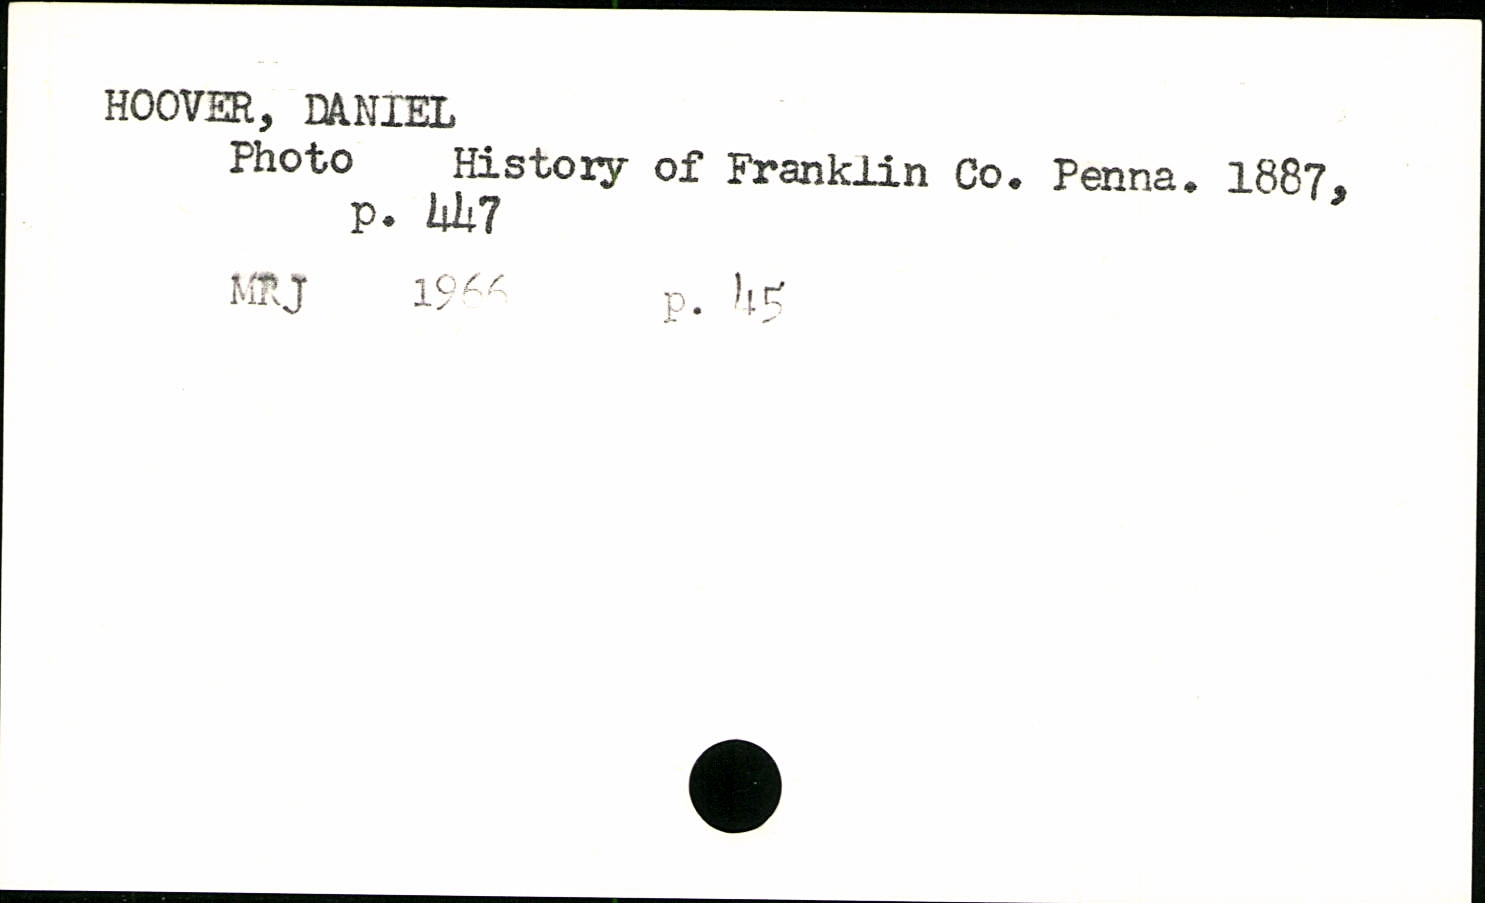 HOOVER, DANIEL
Photo History of Franklin Co. Penna. 1887,
p. 447
MRJ 1966 p. 45